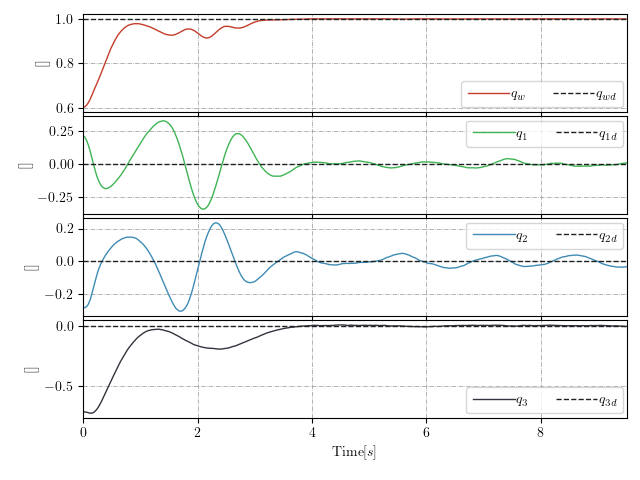 1.0
0.8
0.6
[]
q_w q_{wd}
0.25
0.00
−0.25
[]
q_1 q_{1d}
0.2
0.0
−0.2
[]
q_2 q_{2d}
0.0
−0.5
[]
q_3 q_{3d}
0 2 4 6 8
Time[s]